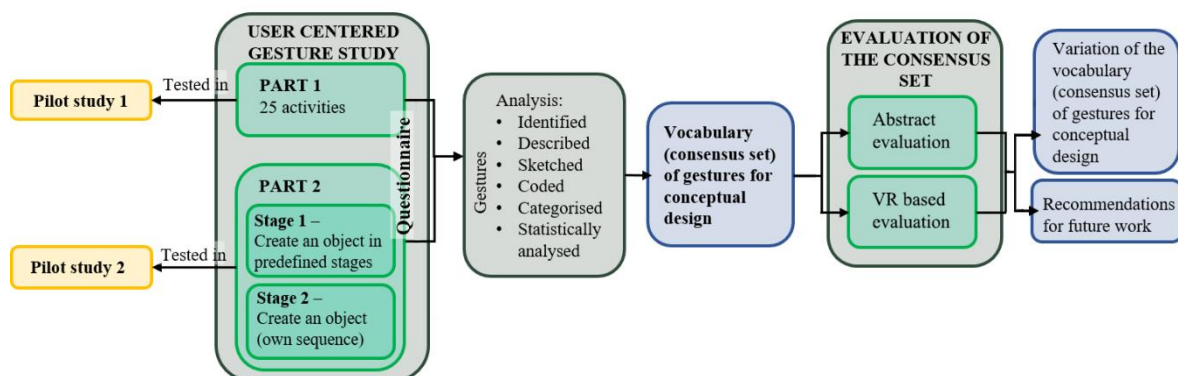 USER CENTERED
GESTURE STUDY
Tested in
Pilot study 1
PART 1
25 activities
PART 2
Stage 1 –
Create an object in
predefined stages
Tested in
Pilot study 2
Stage 2 –
Create an object
(own sequence)
Questionnaire
Gestures
Analysis:
• Identified
• Described
• Sketched
• Coded
• Categorised
• Statistically
analysed
Vocabulary
(consensus set)
of gestures for
conceptual
design
EVALUATION OF
THE CONSENSUS
SET
Abstract
evaluation
VR based
evaluation
Variation of the
vocabulary
(consensus set)
of gestures for
conceptual
design
Recommendations
for future work